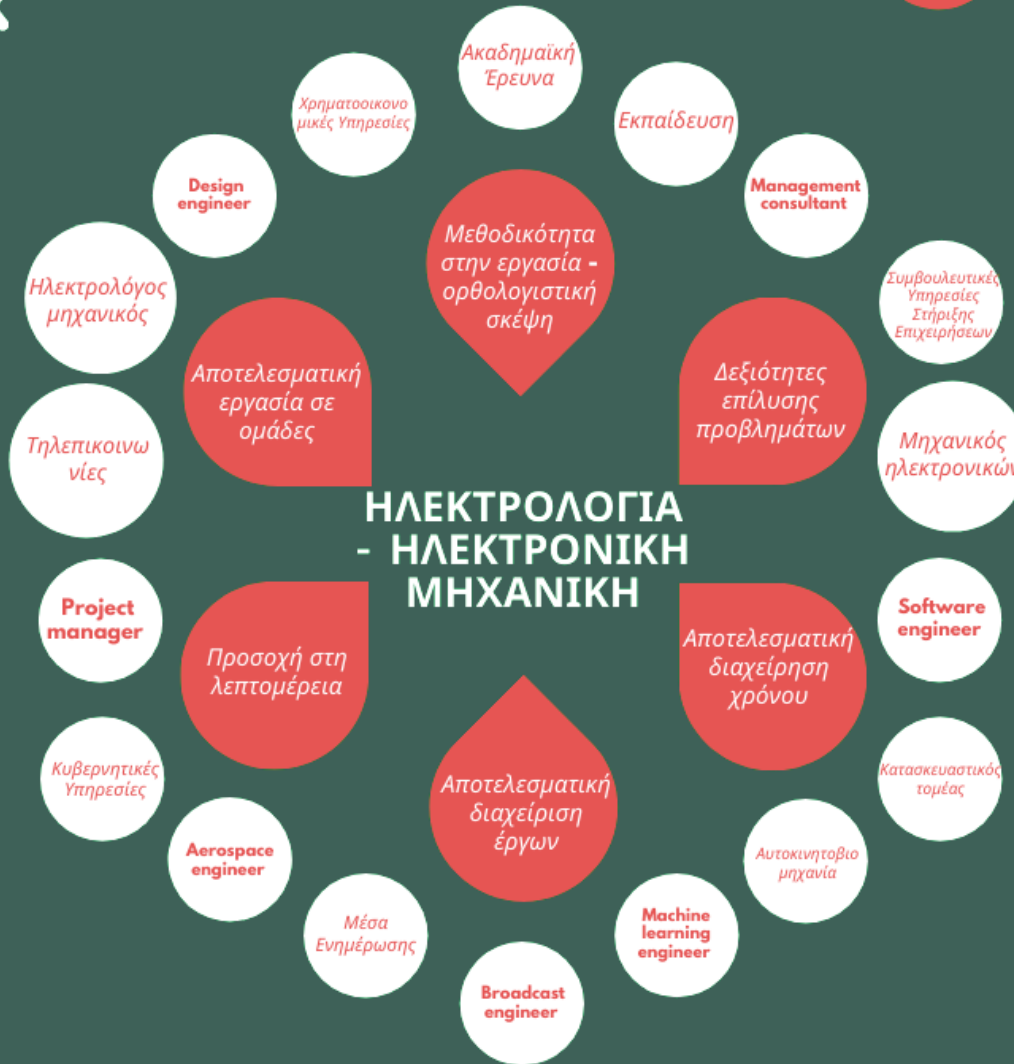 Ακαδημαϊκή
Έρευνα
Χρηματοοικονο
μικές Υπηρεσίες
Εκπαίδευση
Design
engineer
Management
consultant
Μεθοδικότητα
στην εργασία -
ορθολογιστική
σκέψη
Ηλεκτρολόγος
μηχανικός
Συμβουλευτικές
Υπηρεσίες
Στήριξης
Επιχειρήσεων
Αποτελεσματική
εργασία σε
ομάδες
Δεξιότητες
επίλυσης
προβλημάτων
Τηλεπικοινω
νίες
Μηχανικός
ηλεκτρονικών
ΗΛΕΚΤΡΟΛΟΓΙΑ
- ΗΛΕΚΤΡΟΝΙΚΗ
ΜΗΧΑΝΙΚΗ
Project
manager
Software
engineer
Προσοχή στη
λεπτομέρεια
Αποτελεσματική
διαχείρηση
χρόνου
Κυβερνητικές
Υπηρεσίες
Κατασκευαστικός
τομέας
Αποτελεσματική
διαχείριση
έργων
Aerospace
engineer
Αυτοκινητοβιο
μηχανία
Μέσα
Ενημέρωσης
Machine
learning
engineer
Broadcast
engineer